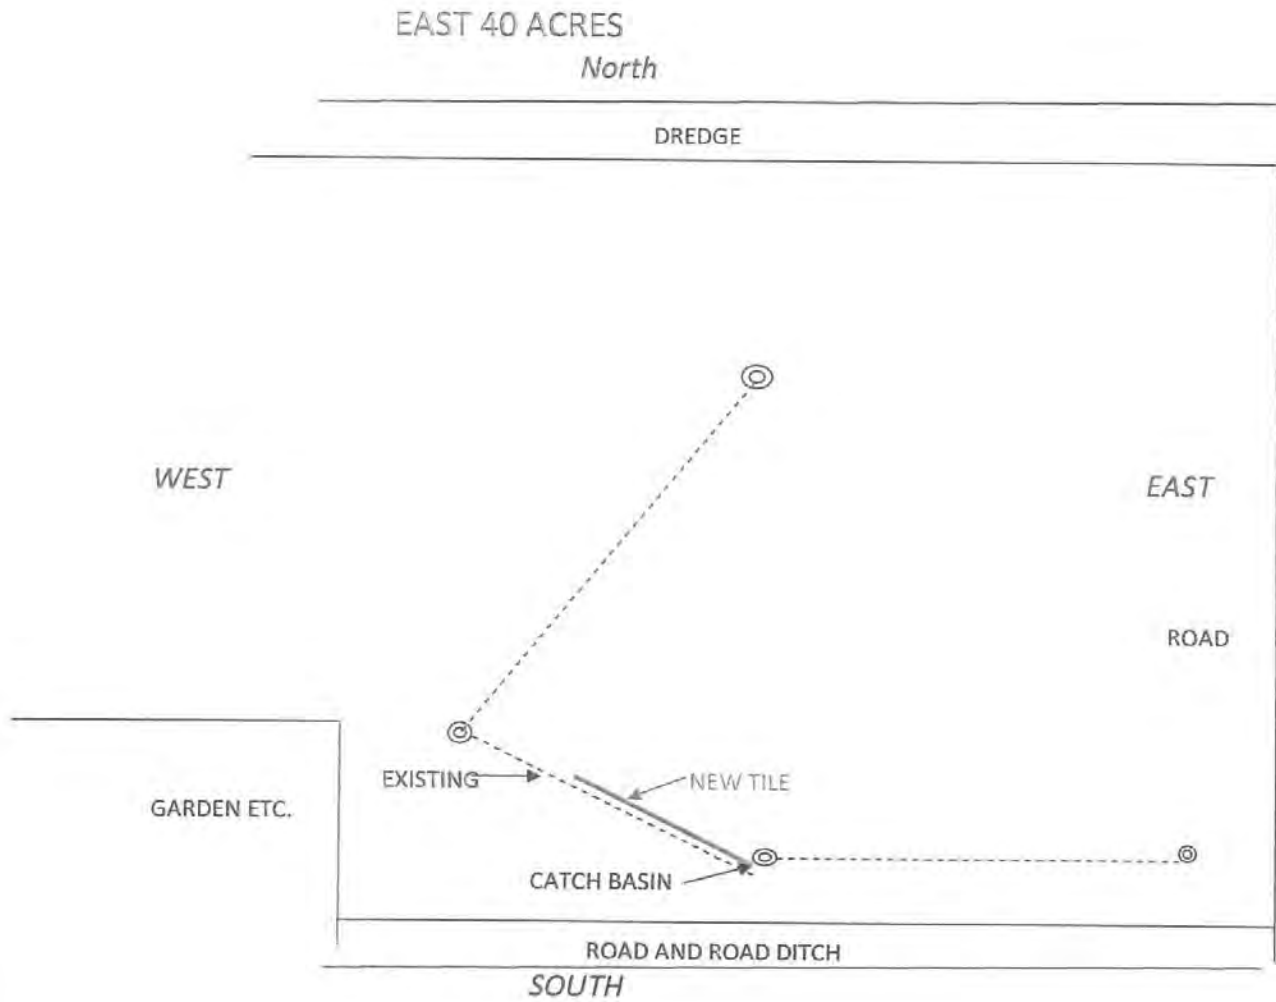 EAST 40 ACRES
North
DREDGE
WEST
EAST
ROAD
EXISTING
NEW TILE
GARDEN ETC.
CATCH BASIN
ROAD AND ROAD DITCH
SOUTH